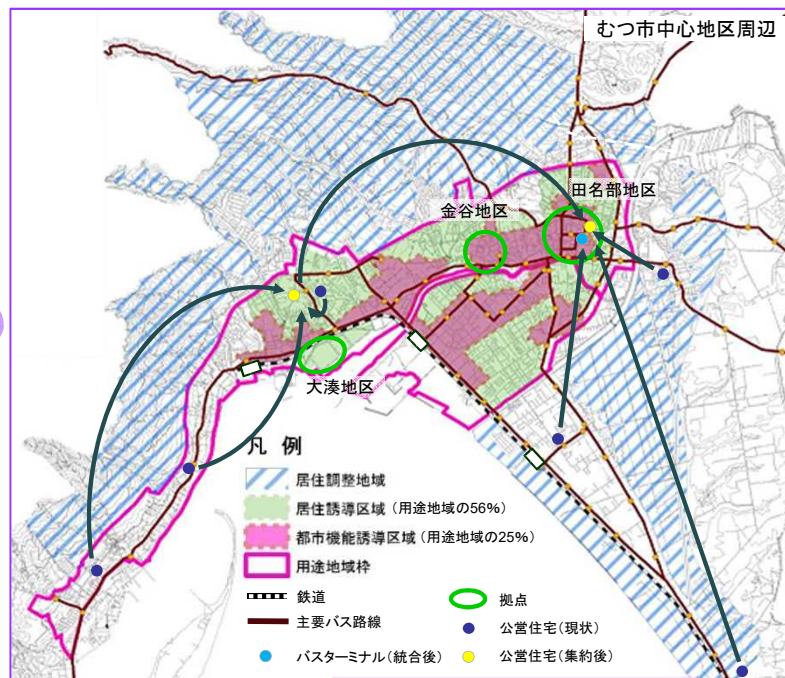 むつ市中心地区周辺
田名部地区
金谷地区
大湊地区
凡 例
居住調整地域
居住誘導区域(用途地域の56%)
都市機能誘導区域(用途地域の25%)
用途地域枠
鉄道
拠点
主要バス路線
公営住宅(現状)
バスターミナル(統合後)
公営住宅(集約後)